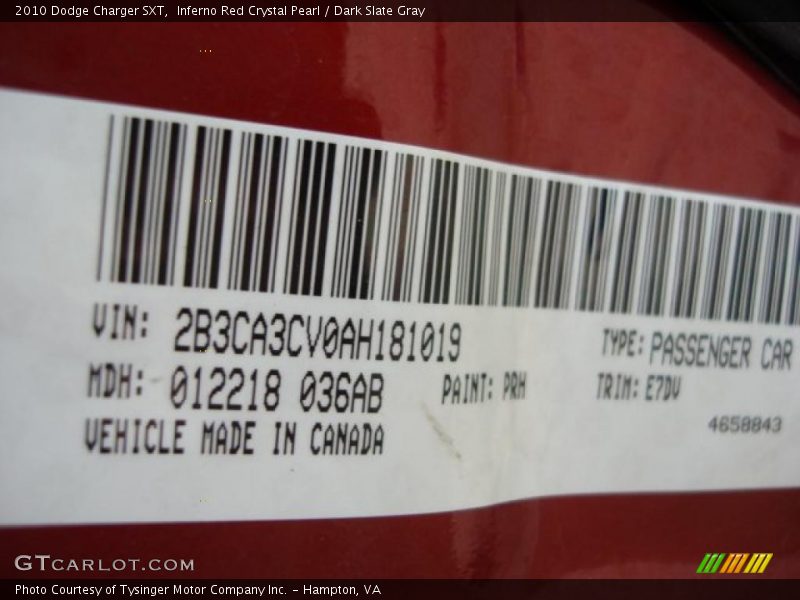 2010 Dodge Charger SXT,  Inferno Red Crystal Pearl / Dark Slate Gray
VIN: 2B3CA3CV0AH181019 TYPE: PASSENGER CAR
MDH: 012218 036AB PAINT: PRH TRIM: E7DV
VEHICLE MADE IN CANADA 4658843
GTCARLOT.COM
Photo Courtesy of Tysinger Motor Company Inc. - Hampton, VA